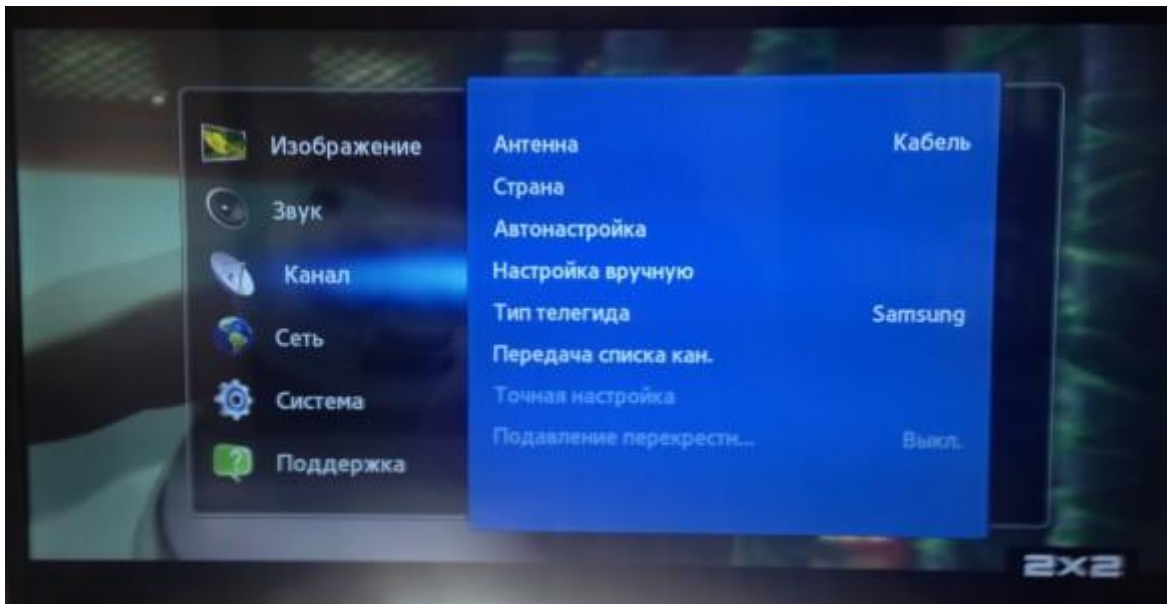 Изображение
Звук
Канал
Сеть
Система
Поддержка
Антенна Кабель
Страна
Автонастройка
Настройка вручную
Тип телегида Samsung
Передача списка кан.
Точная настройка
Подавление перекрестн... Выкл.
2x2